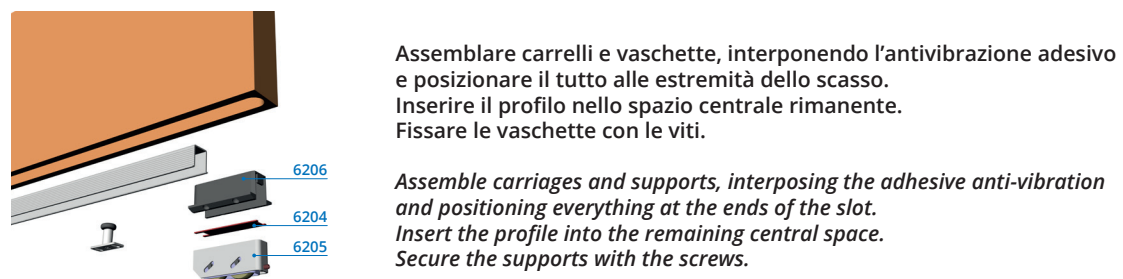 Assemblare carrelli e vaschette, interponendo l’antivibrazione adesivo
e posizionare il tutto alle estremità dello scasso.
Inserire il profilo nello spazio centrale rimanente.
Fissare le vaschette con le viti.
Assemble carriages and supports, interposing the adhesive anti-vibration
and positioning everything at the ends of the slot.
Insert the profile into the remaining central space.
Secure the supports with the screws.
6206
6204
6205